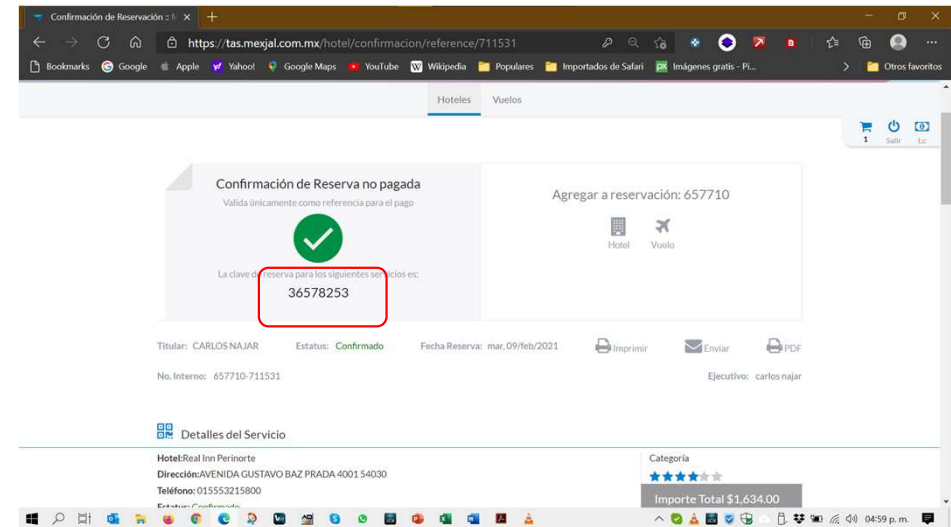 Confirmación de Reservación :: N
https://tas.mexjal.com.mx/hotel/confirmacion/reference/711531
Bookmarks Google Apple Yahoo! Google Maps YouTube Wikipedia Populares Importados de Safari Imágenes gratis - Pi... Otros favoritos
Hoteles Vuelos
1 Salir t.c
Confirmación de Reserva no pagada
Valida únicamente como referencia para el pago
La clave de reserva para los siguientes servicios es:
36578253
Agregar a reservación: 657710
Hotel Vuelo
Titular: CARLOS NAJAR Estatus: Confirmado Fecha Reserva: mar, 09/feb/2021 Imprimir Enviar PDF
No. Interno: 657710-711531 Ejecutivo: carlos najar
Detalles del Servicio
Hotel:Real Inn Perinorte Categoría
Dirección:AVENIDA GUSTAVO BAZ PRADA 4001 54030
Teléfono: 015553215800
Importe Total $1,634.00
Estatus: Confirmado
04:59 p. m.